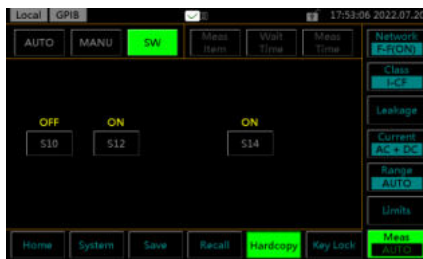 Local GPIB 17:53:06 2022.07.20
AUTO MANU SW Meas Item Wait Time Meas Time
Network
F-F(ON)
Class
I-CF
Leakage
OFF ON ON
S10 S12 S14
Current
AC + DC
Range
AUTO
Limits
Home System Save Recall Hardcopy Key Lock
Meas
AUTO